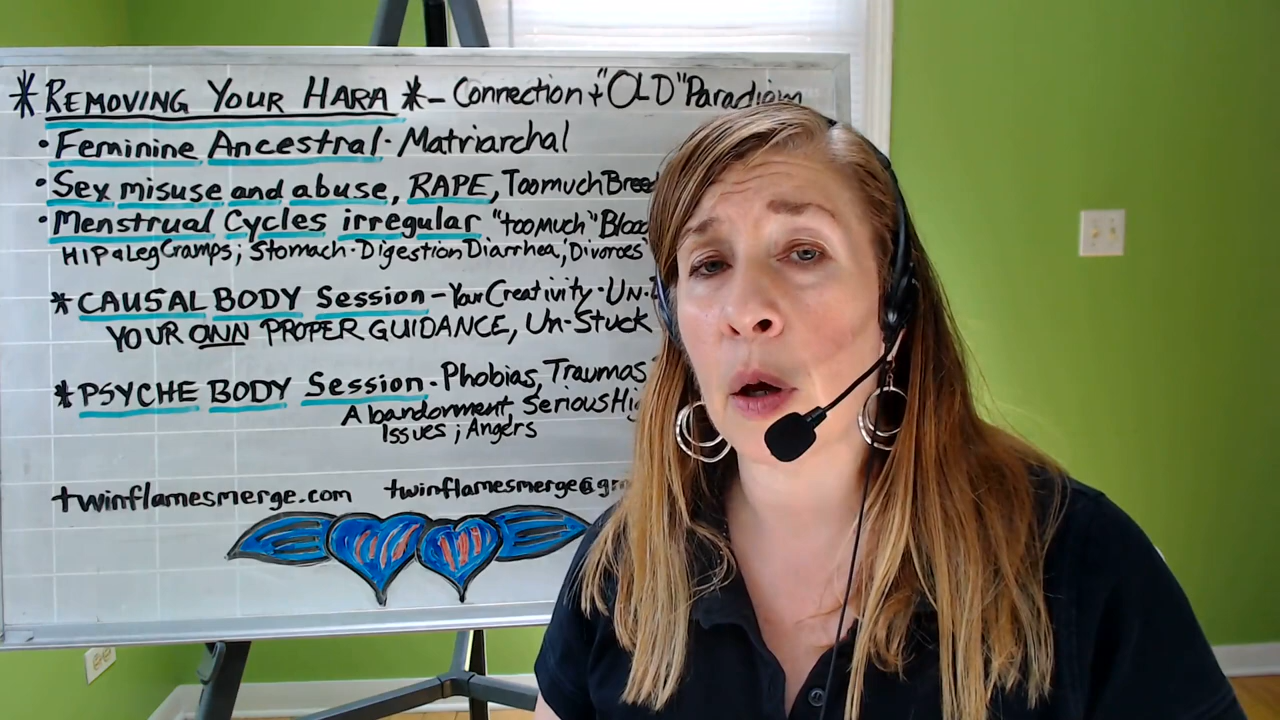 * REMOVING YOUR HARA * - Connection + "OLD" Paradigm
• Feminine Ancestral - Matriarchal
• Sex misuse and abuse, RAPE, Too much
• Menstrual Cycles irregular "too much"
HIP & Leg Cramps; Stomach-Digestion Diarrhea; 'Divorces'
* CAUSAL BODY Session - Your Creativity - UN-
YOUR OWN PROPER GUIDANCE, Un-Stuck
* PSYCHE BODY Session - Phobias, Traumas
Abandonment, Serious
Issues; Angers
twinflamesmerge.com twinflamesmerge@